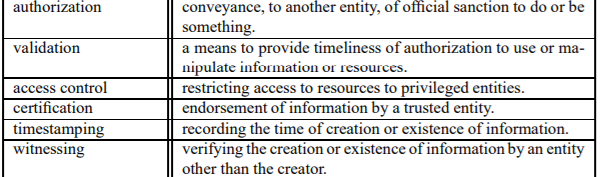 authorization conveyance, to another entity, of official sanction to do or be
something.
validation a means to provide timeliness of authorization to use or ma-
nipulate information or resources.
access control restricting access to resources to privileged entities.
certification endorsement of information by a trusted entity.
timestamping recording the time of creation or existence of information.
witnessing verifying the creation or existence of information by an entity
other than the creator.